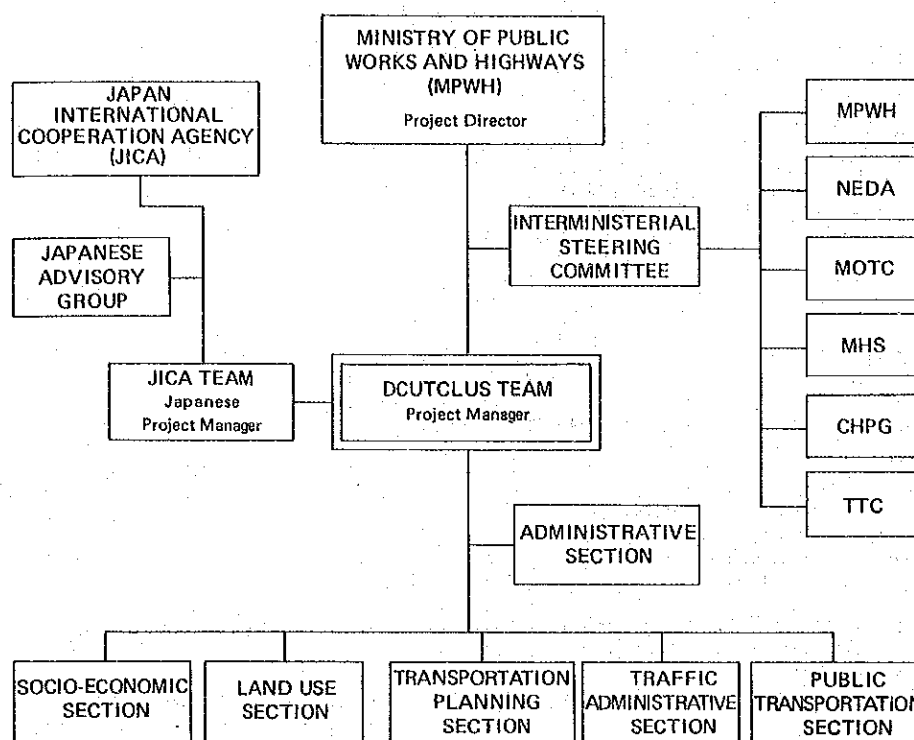 MINISTRY OF PUBLIC
WORKS AND HIGHWAYS
(MPWH)
Project Director
JAPAN
INTERNATIONAL
COOPERATION AGENCY
(JICA)
MPWH
NEDA
INTERMINISTERIAL
STEERING
COMMITTEE
JAPANESE
ADVISORY
GROUP
MOTC
MHS
JICA TEAM
Japanese
Project Manager
DCUTCLUS TEAM
Project Manager
CHPG
TTC
ADMINISTRATIVE
SECTION
SOCIO-ECONOMIC
SECTION
LAND USE
SECTION
TRANSPORTATION
PLANNING
SECTION
TRAFFIC
ADMINISTRATIVE
SECTION
PUBLIC
TRANSPORTATION
SECTION